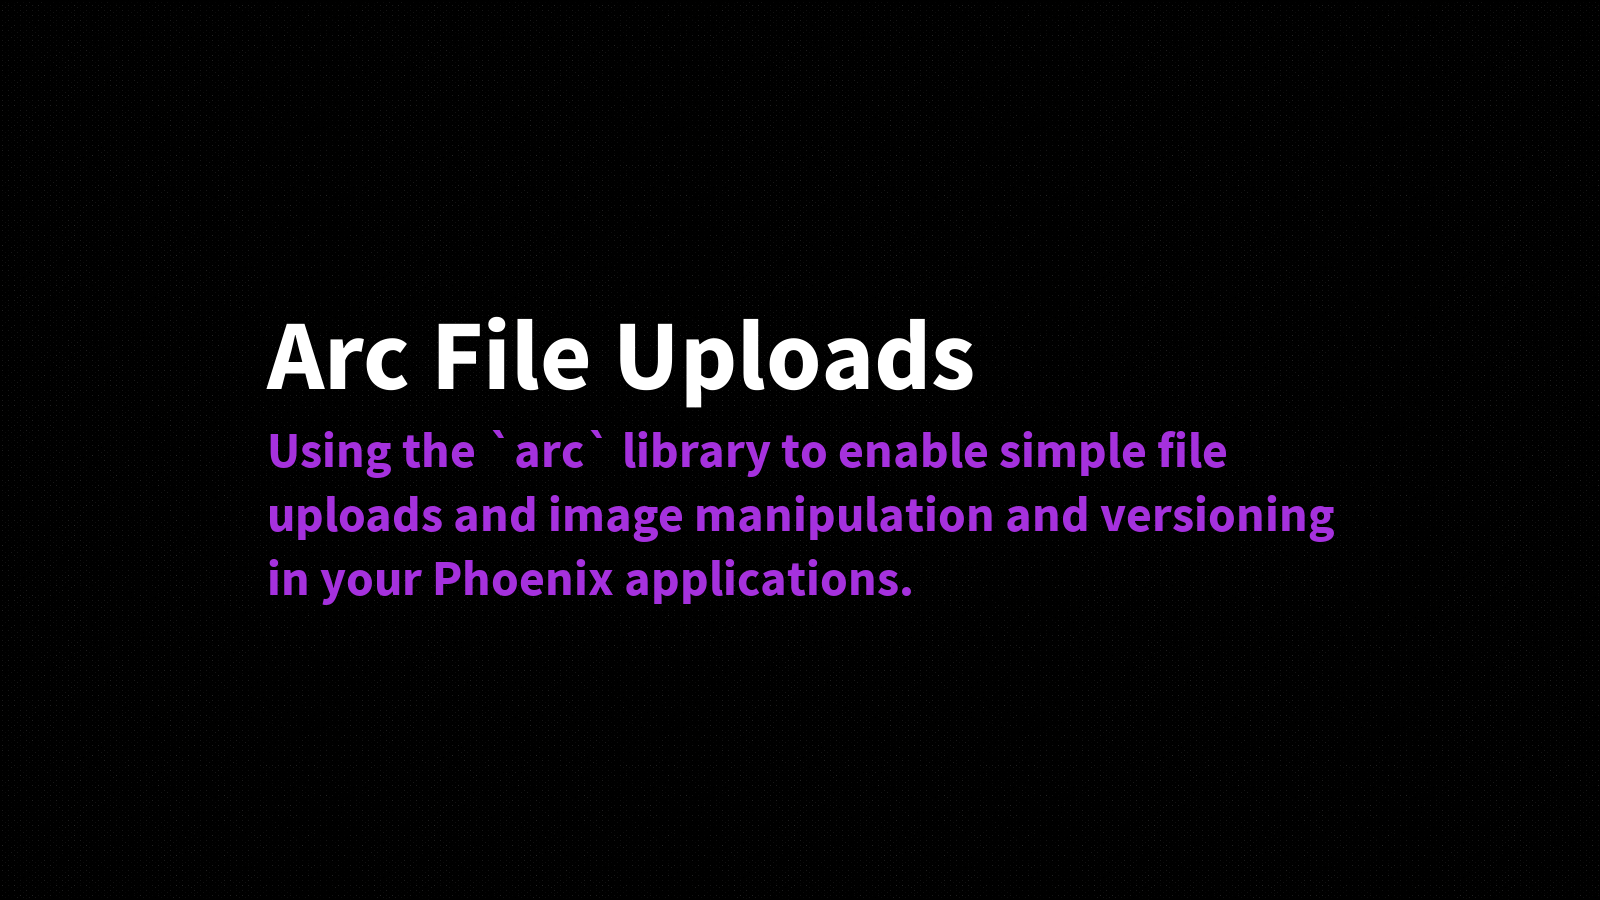 Arc File Uploads
Using the `arc` library to enable simple file
uploads and image manipulation and versioning
in your Phoenix applications.